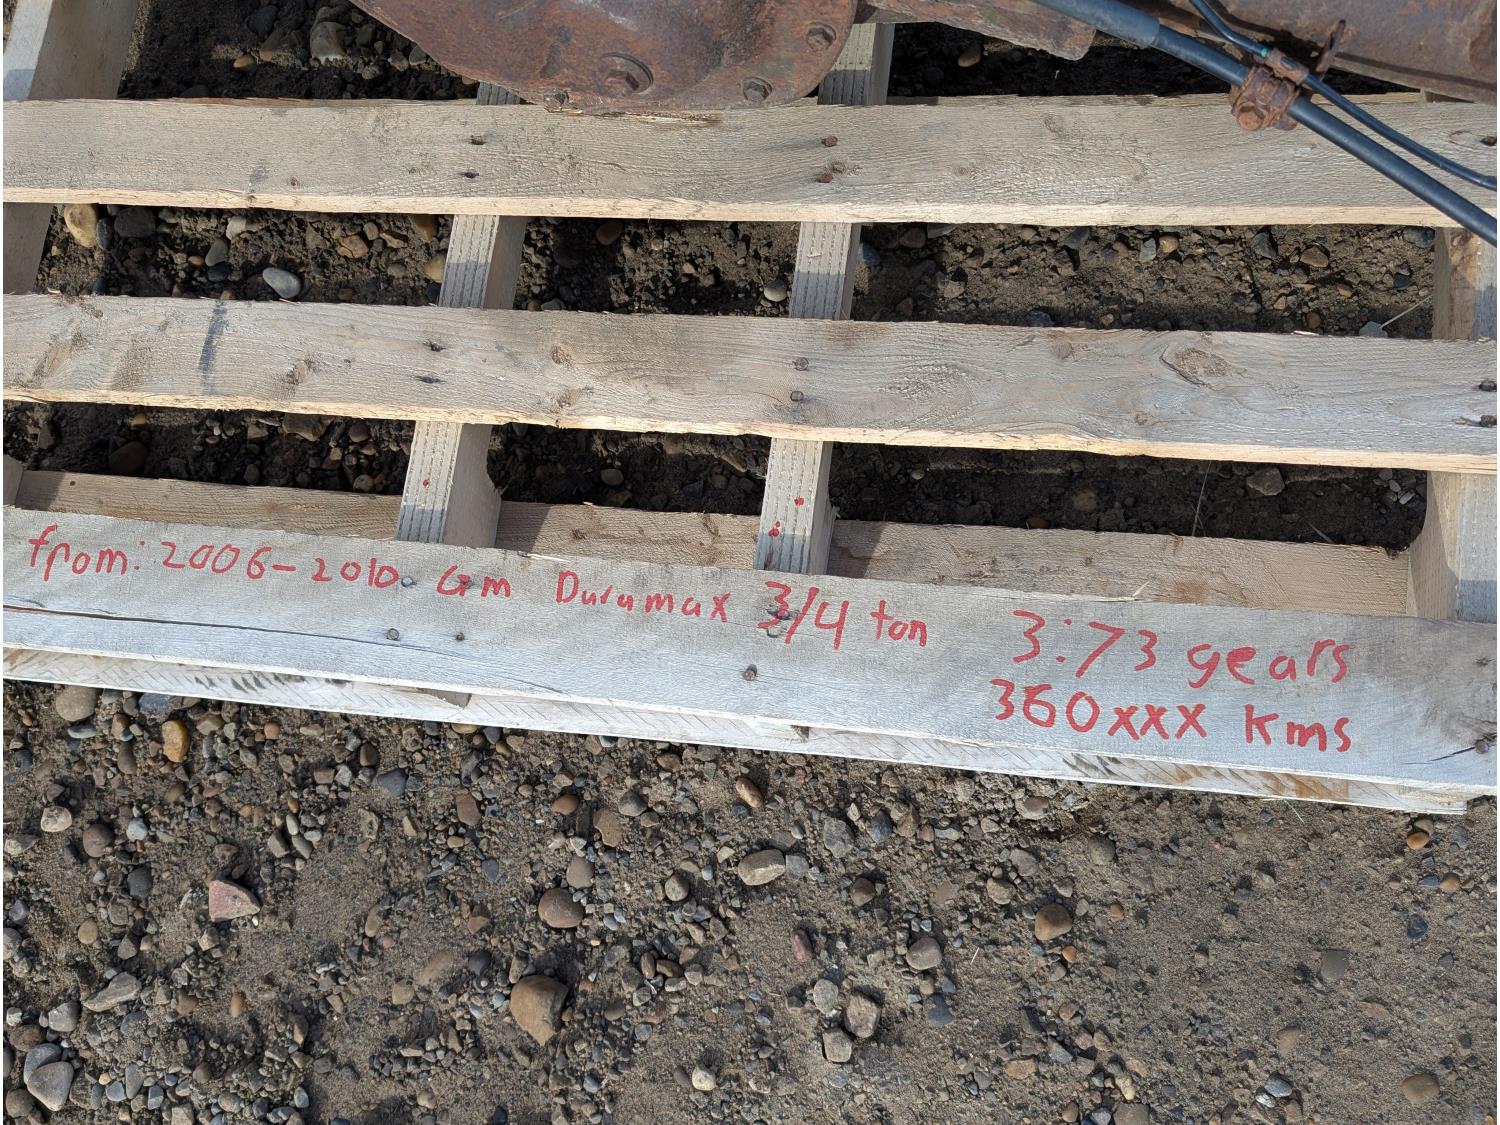 from: 2006-2010 Gm Duramax 3/4 ton 3:73 gears
360xxx kms